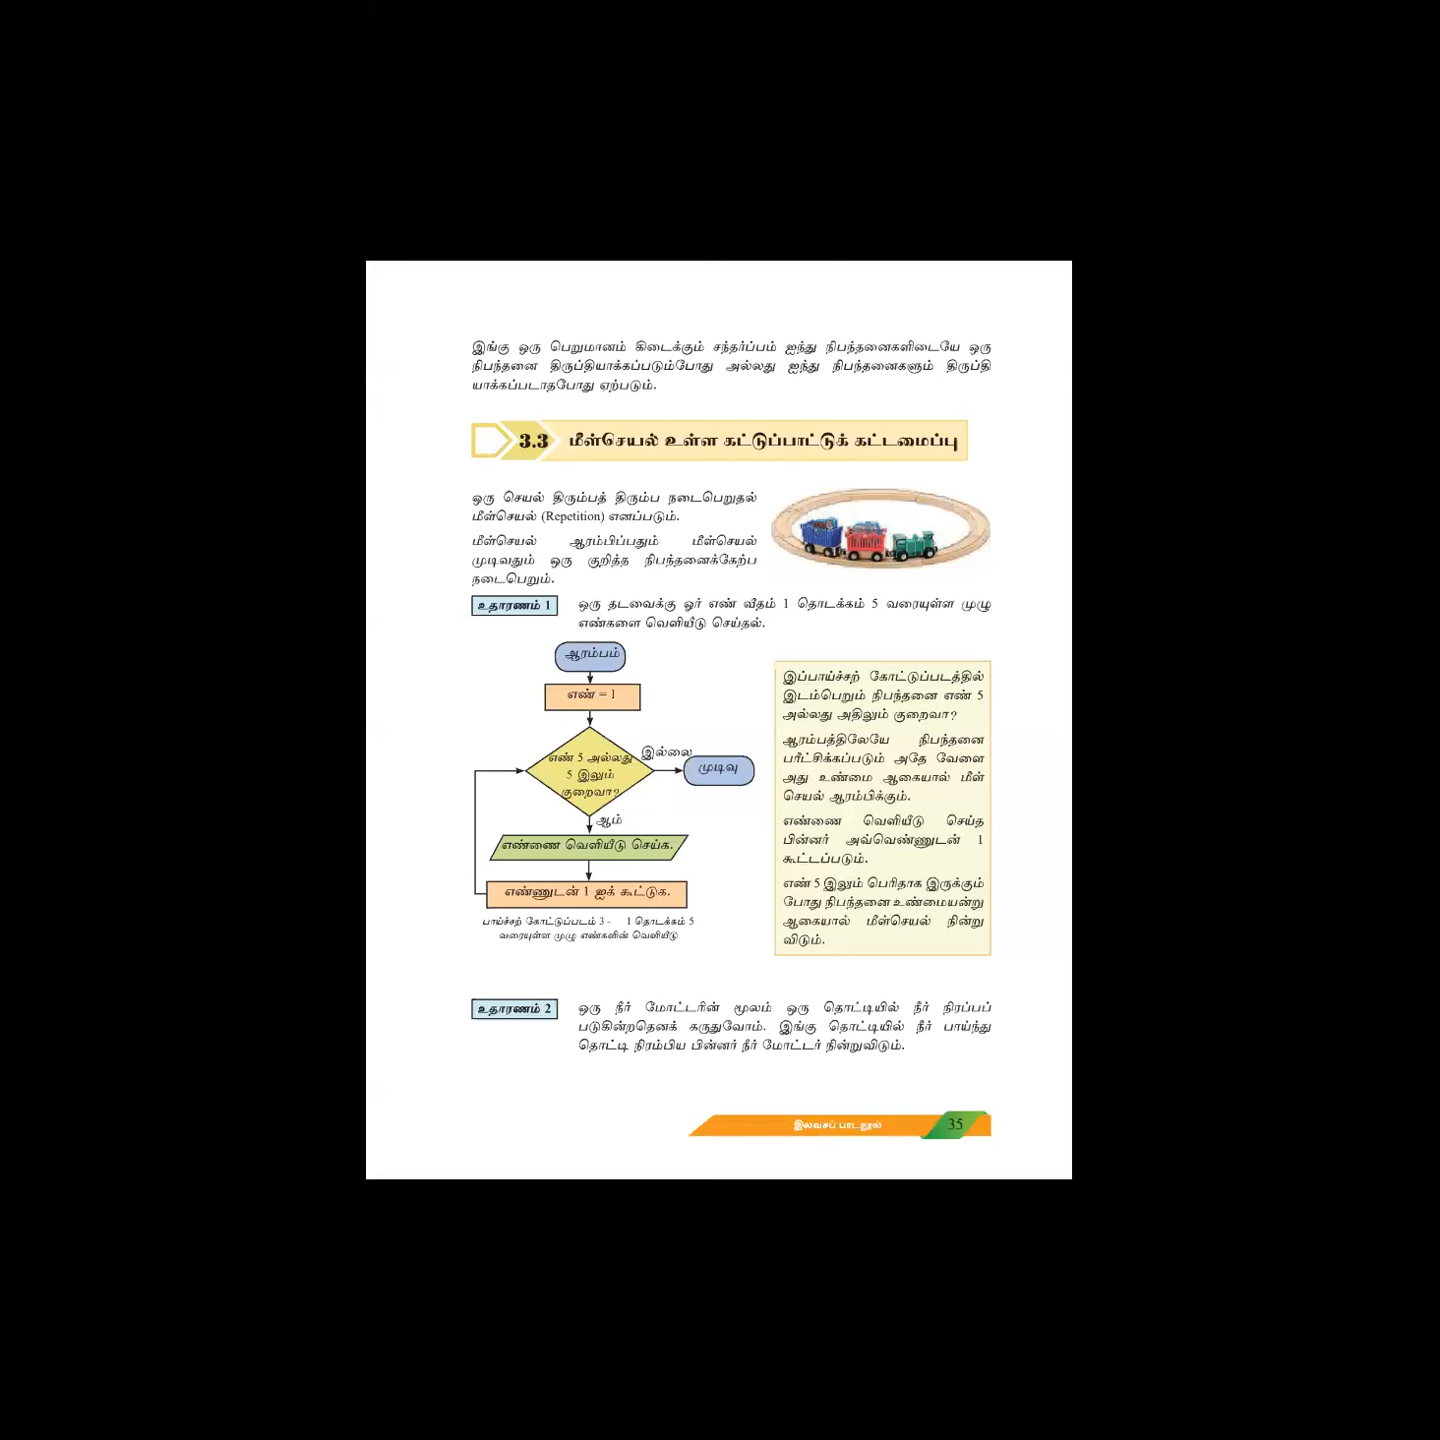 இங்கு ஒரு பெறுமானம் கிடைக்கும் சந்தர்ப்பம் ஐந்து நிபந்தனைகளிடையே ஒரு
நிபந்தனை திருப்தியாக்கப்படும்போது அல்லது ஐந்து நிபந்தனைகளும் திருப்தி
யாக்கப்படாதபோது ஏற்படும்.
3.3 மீள்செயல் உள்ள கட்டுப்பாட்டுக் கட்டமைப்பு
ஒரு செயல் திரும்பத் திரும்ப நடைபெறுதல்
மீள்செயல் (Repetition) எனப்படும்.
மீள்செயல் ஆரம்பிப்பதும் மீள்செயல்
முடிவதும் ஒரு குறித்த நிபந்தனைக்கேற்ப
நடைபெறும்.
உதாரணம் 1 ஒரு தடவைக்கு ஓர் எண் வீதம் 1 தொடக்கம் 5 வரையுள்ள முழு
எண்களை வெளியீடு செய்தல்.
ஆரம்பம்
எண் = 1
எண் 5 அல்லது
5 இலும்
குறைவா?
இல்லை
முடிவு
ஆம்
எண்ணை வெளியீடு செய்க.
எண்ணுடன் 1 ஐக் கூட்டுக.
பாய்ச்சற் கோட்டுப்படம் 3 - 1 தொடக்கம் 5
வரையுள்ள முழு எண்களின் வெளியீடு
இப்பாய்ச்சற் கோட்டுப்படத்தில்
இடம்பெறும் நிபந்தனை எண் 5
அல்லது அதிலும் குறைவா?
ஆரம்பத்திலேயே நிபந்தனை
பரீட்சிக்கப்படும் அதே வேளை
அது உண்மை ஆகையால் மீள்
செயல் ஆரம்பிக்கும்.
எண்ணை வெளியீடு செய்த
பின்னர் அவ்வெண்ணுடன் 1
கூட்டப்படும்.
எண் 5 இலும் பெரிதாக இருக்கும்
போது நிபந்தனை உண்மையன்று
ஆகையால் மீள்செயல் நின்று
விடும்.
உதாரணம் 2 ஒரு நீர் மோட்டரின் மூலம் ஒரு தொட்டியில் நீர் நிரப்பப்
படுகின்றதெனக் கருதுவோம். இங்கு தொட்டியில் நீர் பாய்ந்து
தொட்டி நிரம்பிய பின்னர் நீர் மோட்டர் நின்றுவிடும்.
இலவசப் பாடநூல் 35